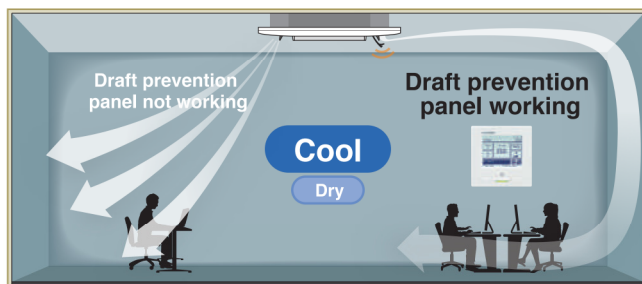 Draft prevention
panel not working
Draft prevention
panel working
Cool
Dry